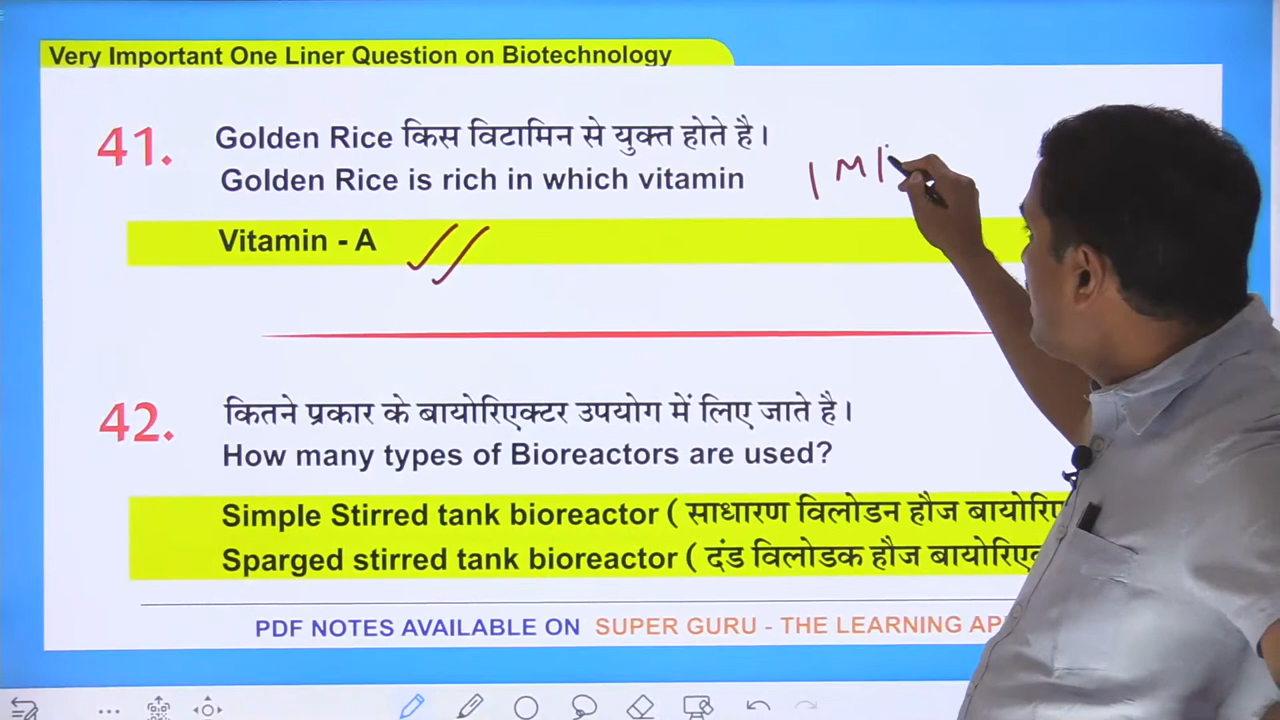 Very Important One Liner Question on Biotechnology
41. Golden Rice किस विटामिन से युक्त होते है।
Golden Rice is rich in which vitamin
1 M
Vitamin - A
42. कितने प्रकार के बायोरिएक्टर उपयोग में लिए जाते है।
How many types of Bioreactors are used?
Simple Stirred tank bioreactor ( साधारण विलोडन हौज
Sparged stirred tank bioreactor ( दंड विलोडक हौज
PDF NOTES AVAILABLE ON SUPER GURU - THE LEARNING